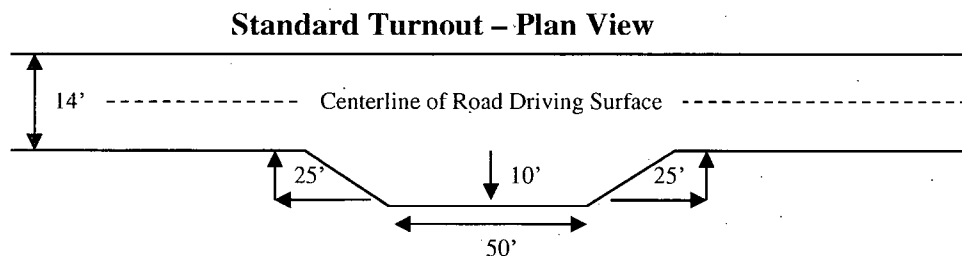 Standard Turnout – Plan View
14'
Centerline of Road Driving Surface
25'
10'
25'
50'